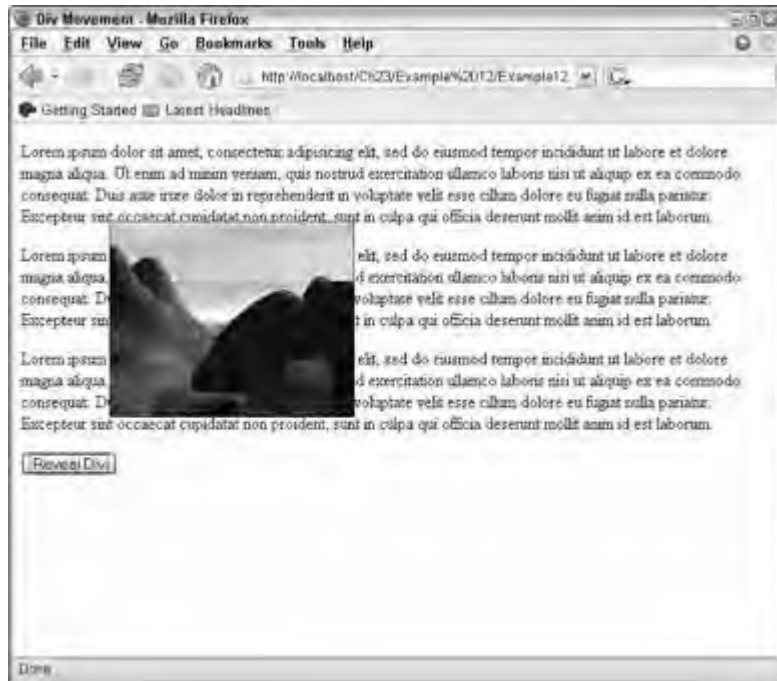 Div Movement - Mozilla Firefox
File Edit View Go Bookmarks Tools Help
http://localhost/Ch23/Example%2012/Example12
G
Getting Started Latest Headlines
Lorem ipsum dolor sit amet, consectetur adipisicing elit, sed do eiusmod tempor incididunt ut labore et dolore
magna aliqua. Ut enim ad minim veniam, quis nostrud exercitation ullamco laboris nisi ut aliquip ex ea commodo
consequat. Duis aute irure dolor in reprehenderit in voluptate velit esse cillum dolore eu fugiat nulla pariatur.
Excepteur sint occaecat cupidatat non proident, sunt in culpa qui officia deserunt mollit anim id est laborum.
Lorem ipsum elit, sed do eiusmod tempor incididunt ut labore et dolore
magna aliqua. d exercitation ullamco laboris nisi ut aliquip ex ea commodo
consequat. D voluptate velit esse cillum dolore eu fugiat nulla pariatur.
Excepteur sin t in culpa qui officia deserunt mollit anim id est laborum.
Lorem ipsum elit, sed do eiusmod tempor incididunt ut labore et dolore
magna aliqua. d exercitation ullamco laboris nisi ut aliquip ex ea commodo
consequat. D voluptate velit esse cillum dolore eu fugiat nulla pariatur.
Excepteur sint occaecat cupidatat non proident, sunt in culpa qui officia deserunt mollit anim id est laborum.
Reveal Div
Done